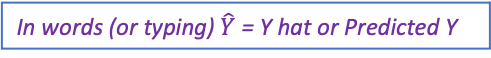 In words (or typing) Ŷ = Y hat or Predicted Y